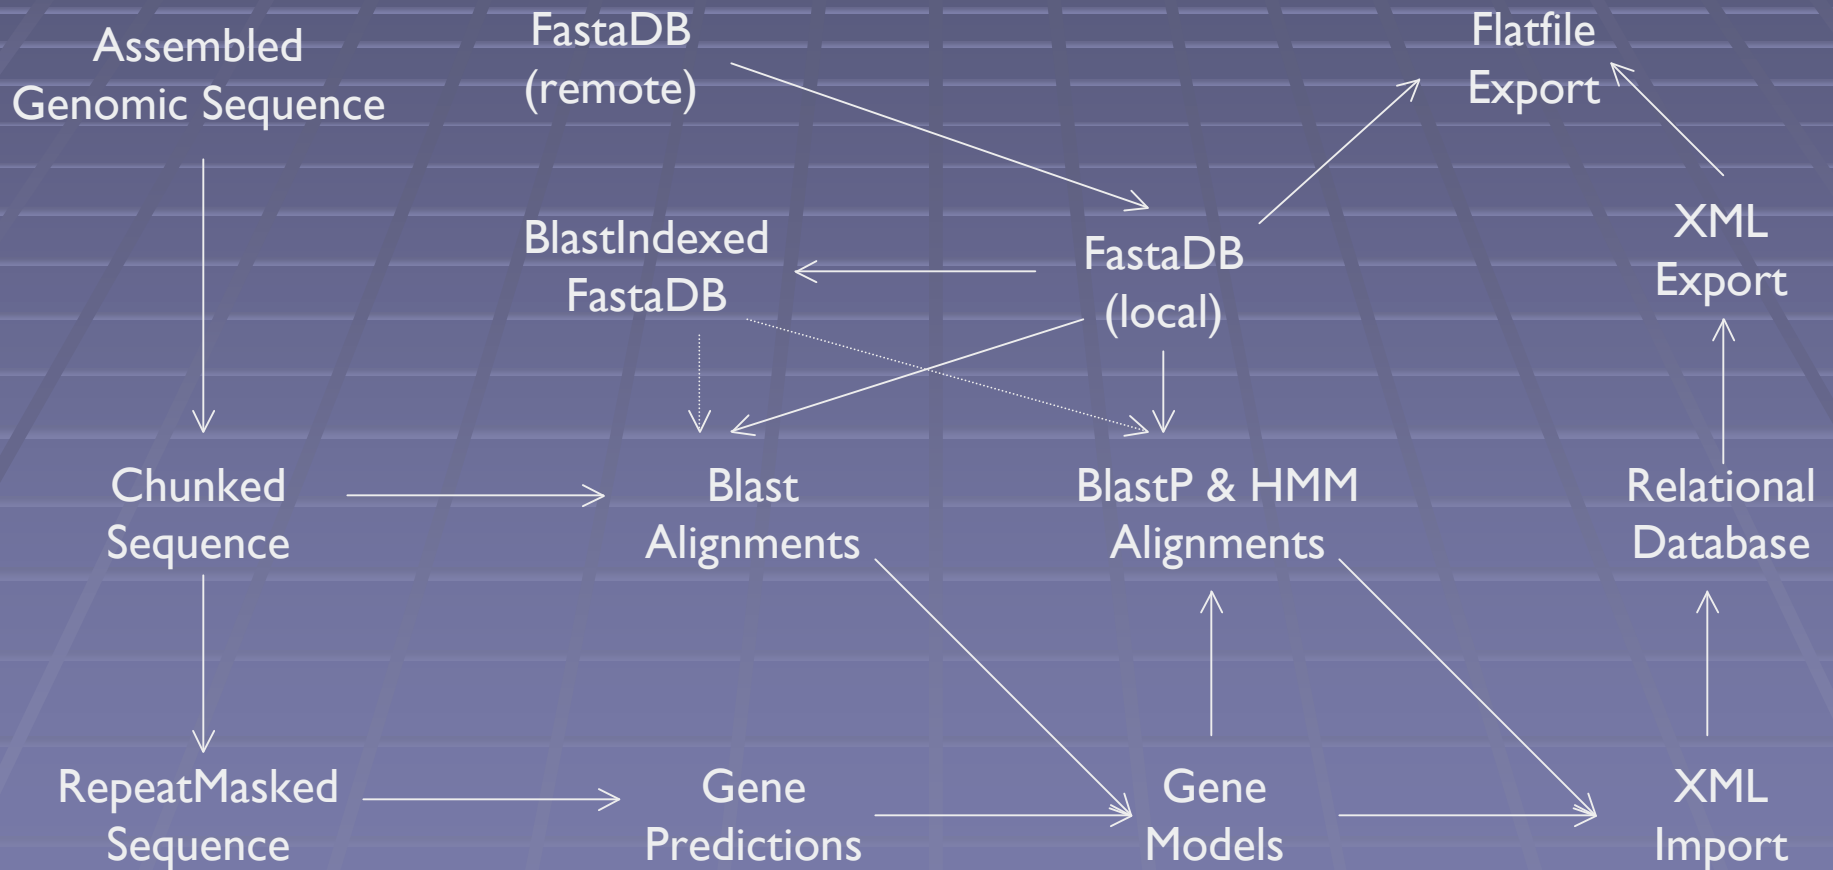 Assembled
Genomic Sequence
FastaDB
(remote)
Flatfile
Export
BlastIndexed
FastaDB
FastaDB
(local)
XML
Export
Chunked
Sequence
Blast
Alignments
BlastP & HMM
Alignments
Relational
Database
RepeatMasked
Sequence
Gene
Predictions
Gene
Models
XML
Import